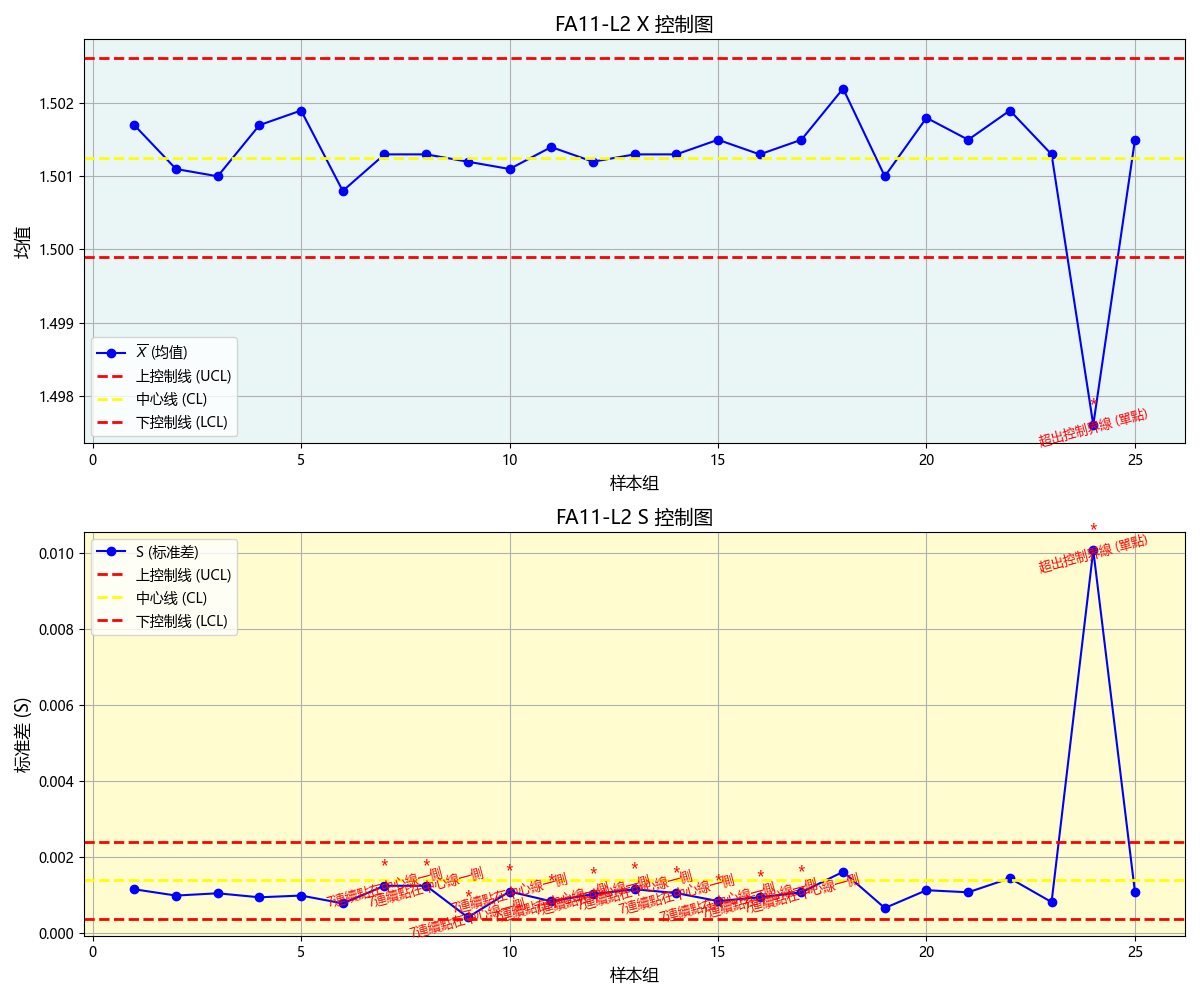 FA11-L2 X 控制图
1.502
1.501
1.500
1.499
1.498
均值
X (均值)
上控制线 (UCL)
中心线 (CL)
下控制线 (LCL)
*
超出控制界線 (單點)
0 5 10 15 20 25
样本组
FA11-L2 S 控制图
0.010
0.008
0.006
0.004
0.002
0.000
标准差 (S)
S (标准差)
上控制线 (UCL)
中心线 (CL)
下控制线 (LCL)
*
超出控制界線 (單點)
0 5 10 15 20 25
样本组